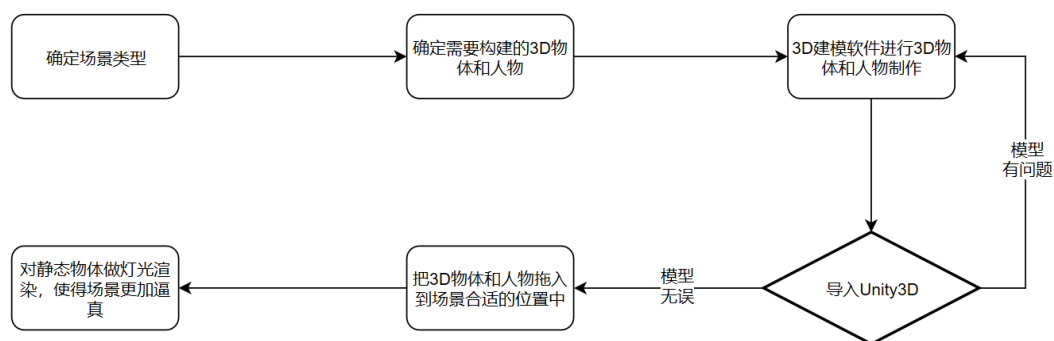 确定场景类型
确定需要构建的3D物
体和人物
3D建模软件进行3D物
体和人物制作
模型
有问题
导入Unity3D
模型
无误
把3D物体和人物拖入
到场景合适的位置中
对静态物体做灯光渲
染，使得场景更加逼
真